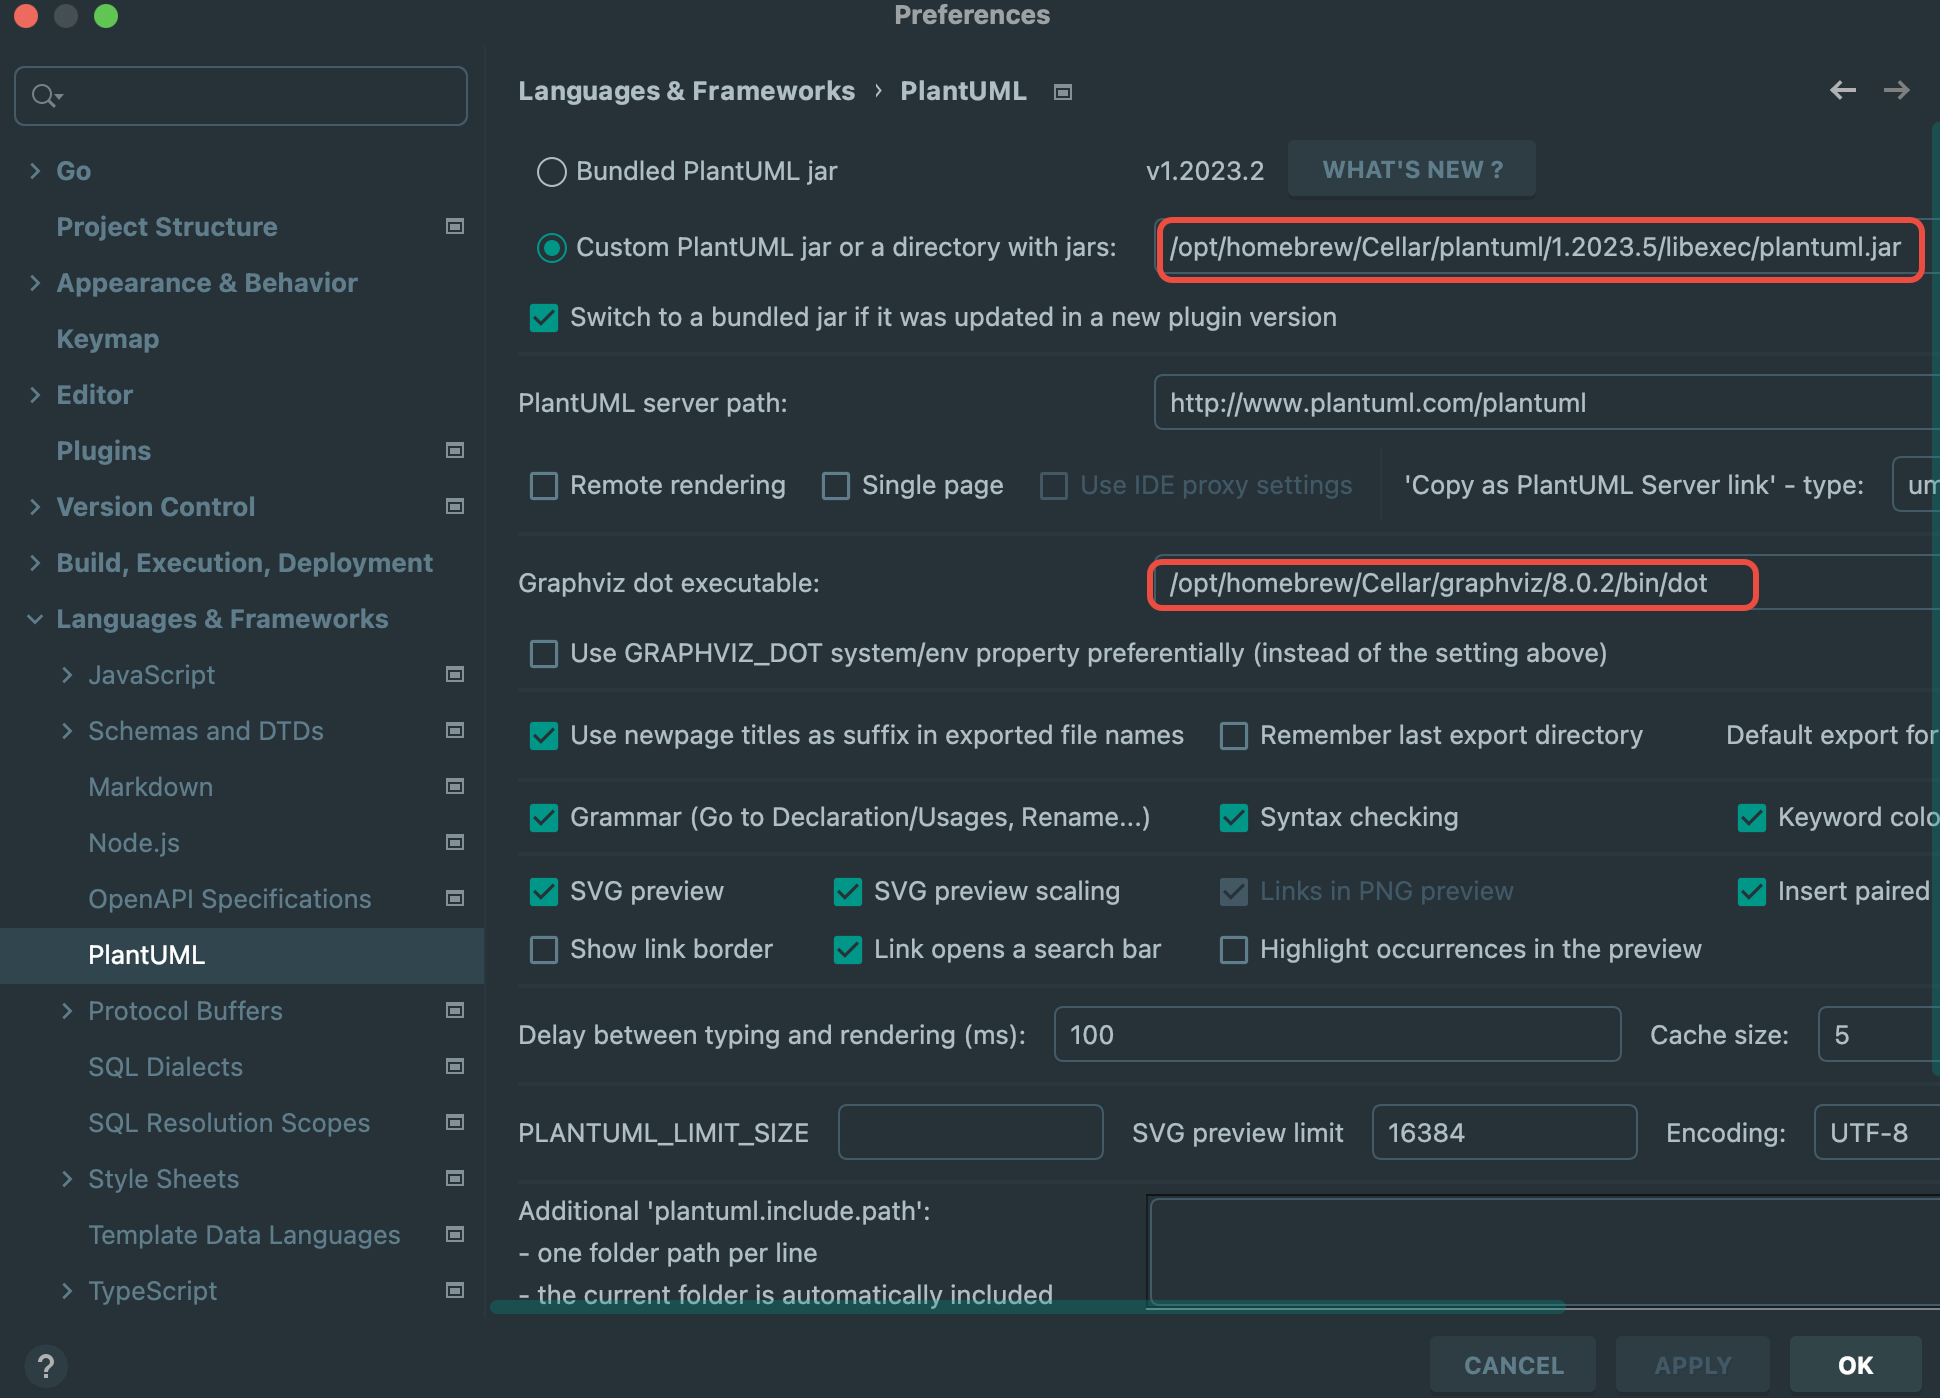 Preferences
Languages & Frameworks › PlantUML
Go
Project Structure
Appearance & Behavior
Keymap
Editor
Plugins
Version Control
Build, Execution, Deployment
Languages & Frameworks
JavaScript
Schemas and DTDs
Markdown
Node.js
OpenAPI Specifications
PlantUML
Protocol Buffers
SQL Dialects
SQL Resolution Scopes
Style Sheets
Template Data Languages
TypeScript
Bundled PlantUML jar v1.2023.2 WHAT'S NEW ?
Custom PlantUML jar or a directory with jars: /opt/homebrew/Cellar/plantuml/1.2023.5/libexec/plantuml.jar
Switch to a bundled jar if it was updated in a new plugin version
PlantUML server path: http://www.plantuml.com/plantuml
Remote rendering Single page Use IDE proxy settings 'Copy as PlantUML Server link' - type: um
Graphviz dot executable: /opt/homebrew/Cellar/graphviz/8.0.2/bin/dot
Use GRAPHVIZ_DOT system/env property preferentially (instead of the setting above)
Use newpage titles as suffix in exported file names Remember last export directory Default export for
Grammar (Go to Declaration/Usages, Rename...) Syntax checking Keyword colo
SVG preview SVG preview scaling Links in PNG preview Insert paired
Show link border Link opens a search bar Highlight occurrences in the preview
Delay between typing and rendering (ms): 100 Cache size: 5
PLANTUML_LIMIT_SIZE SVG preview limit 16384 Encoding: UTF-8
Additional 'plantuml.include.path':
- one folder path per line
- the current folder is automatically included
? CANCEL APPLY OK